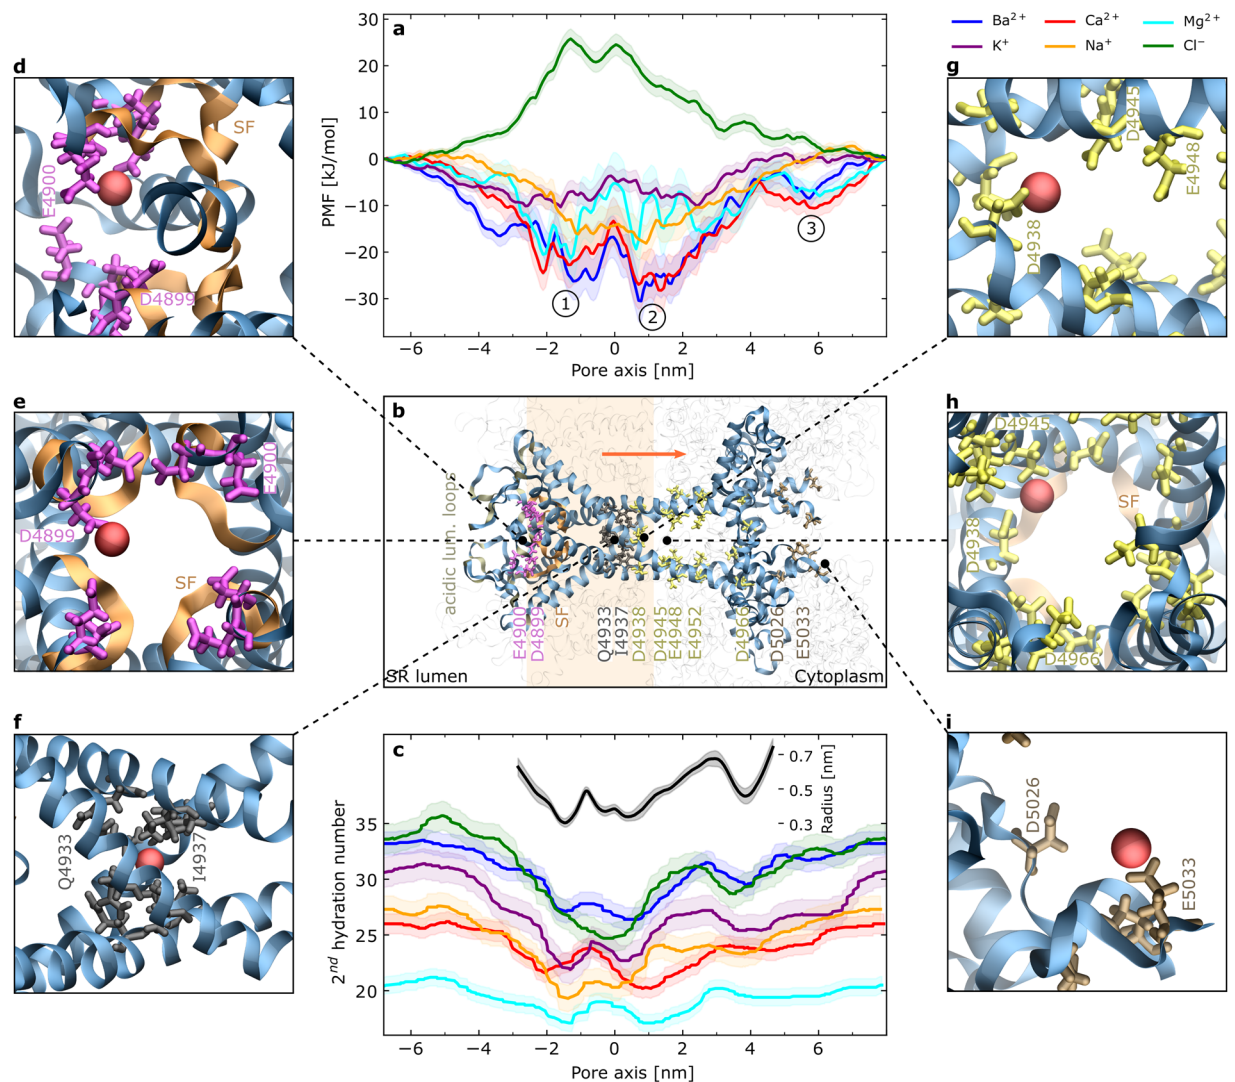 a
30
20
10
0
−10
−20
−30
PMF [kJ/mol]
1
2
3
−6 −4 −2 0 2 4 6
Pore axis [nm]
Ba²⁺ Ca²⁺ Mg²⁺
K⁺ Na⁺ Cl⁻
d
SF
E4900
D4899
g
D4945
E4948
D4938
e
E4900
D4899
SF
b
acidic lum. loops
E4900
D4899
SF
Q4933
I4937
D4938
D4945
E4948
E4952
D4966
D5026
E5033
SR lumen
Cytoplasm
h
D4945
SF
D4938
D4966
f
Q4933
I4937
c
0.7
0.5
0.3
Radius [nm]
35
30
25
20
2ⁿᵈ hydration number
−6 −4 −2 0 2 4 6
Pore axis [nm]
i
D5026
E5033